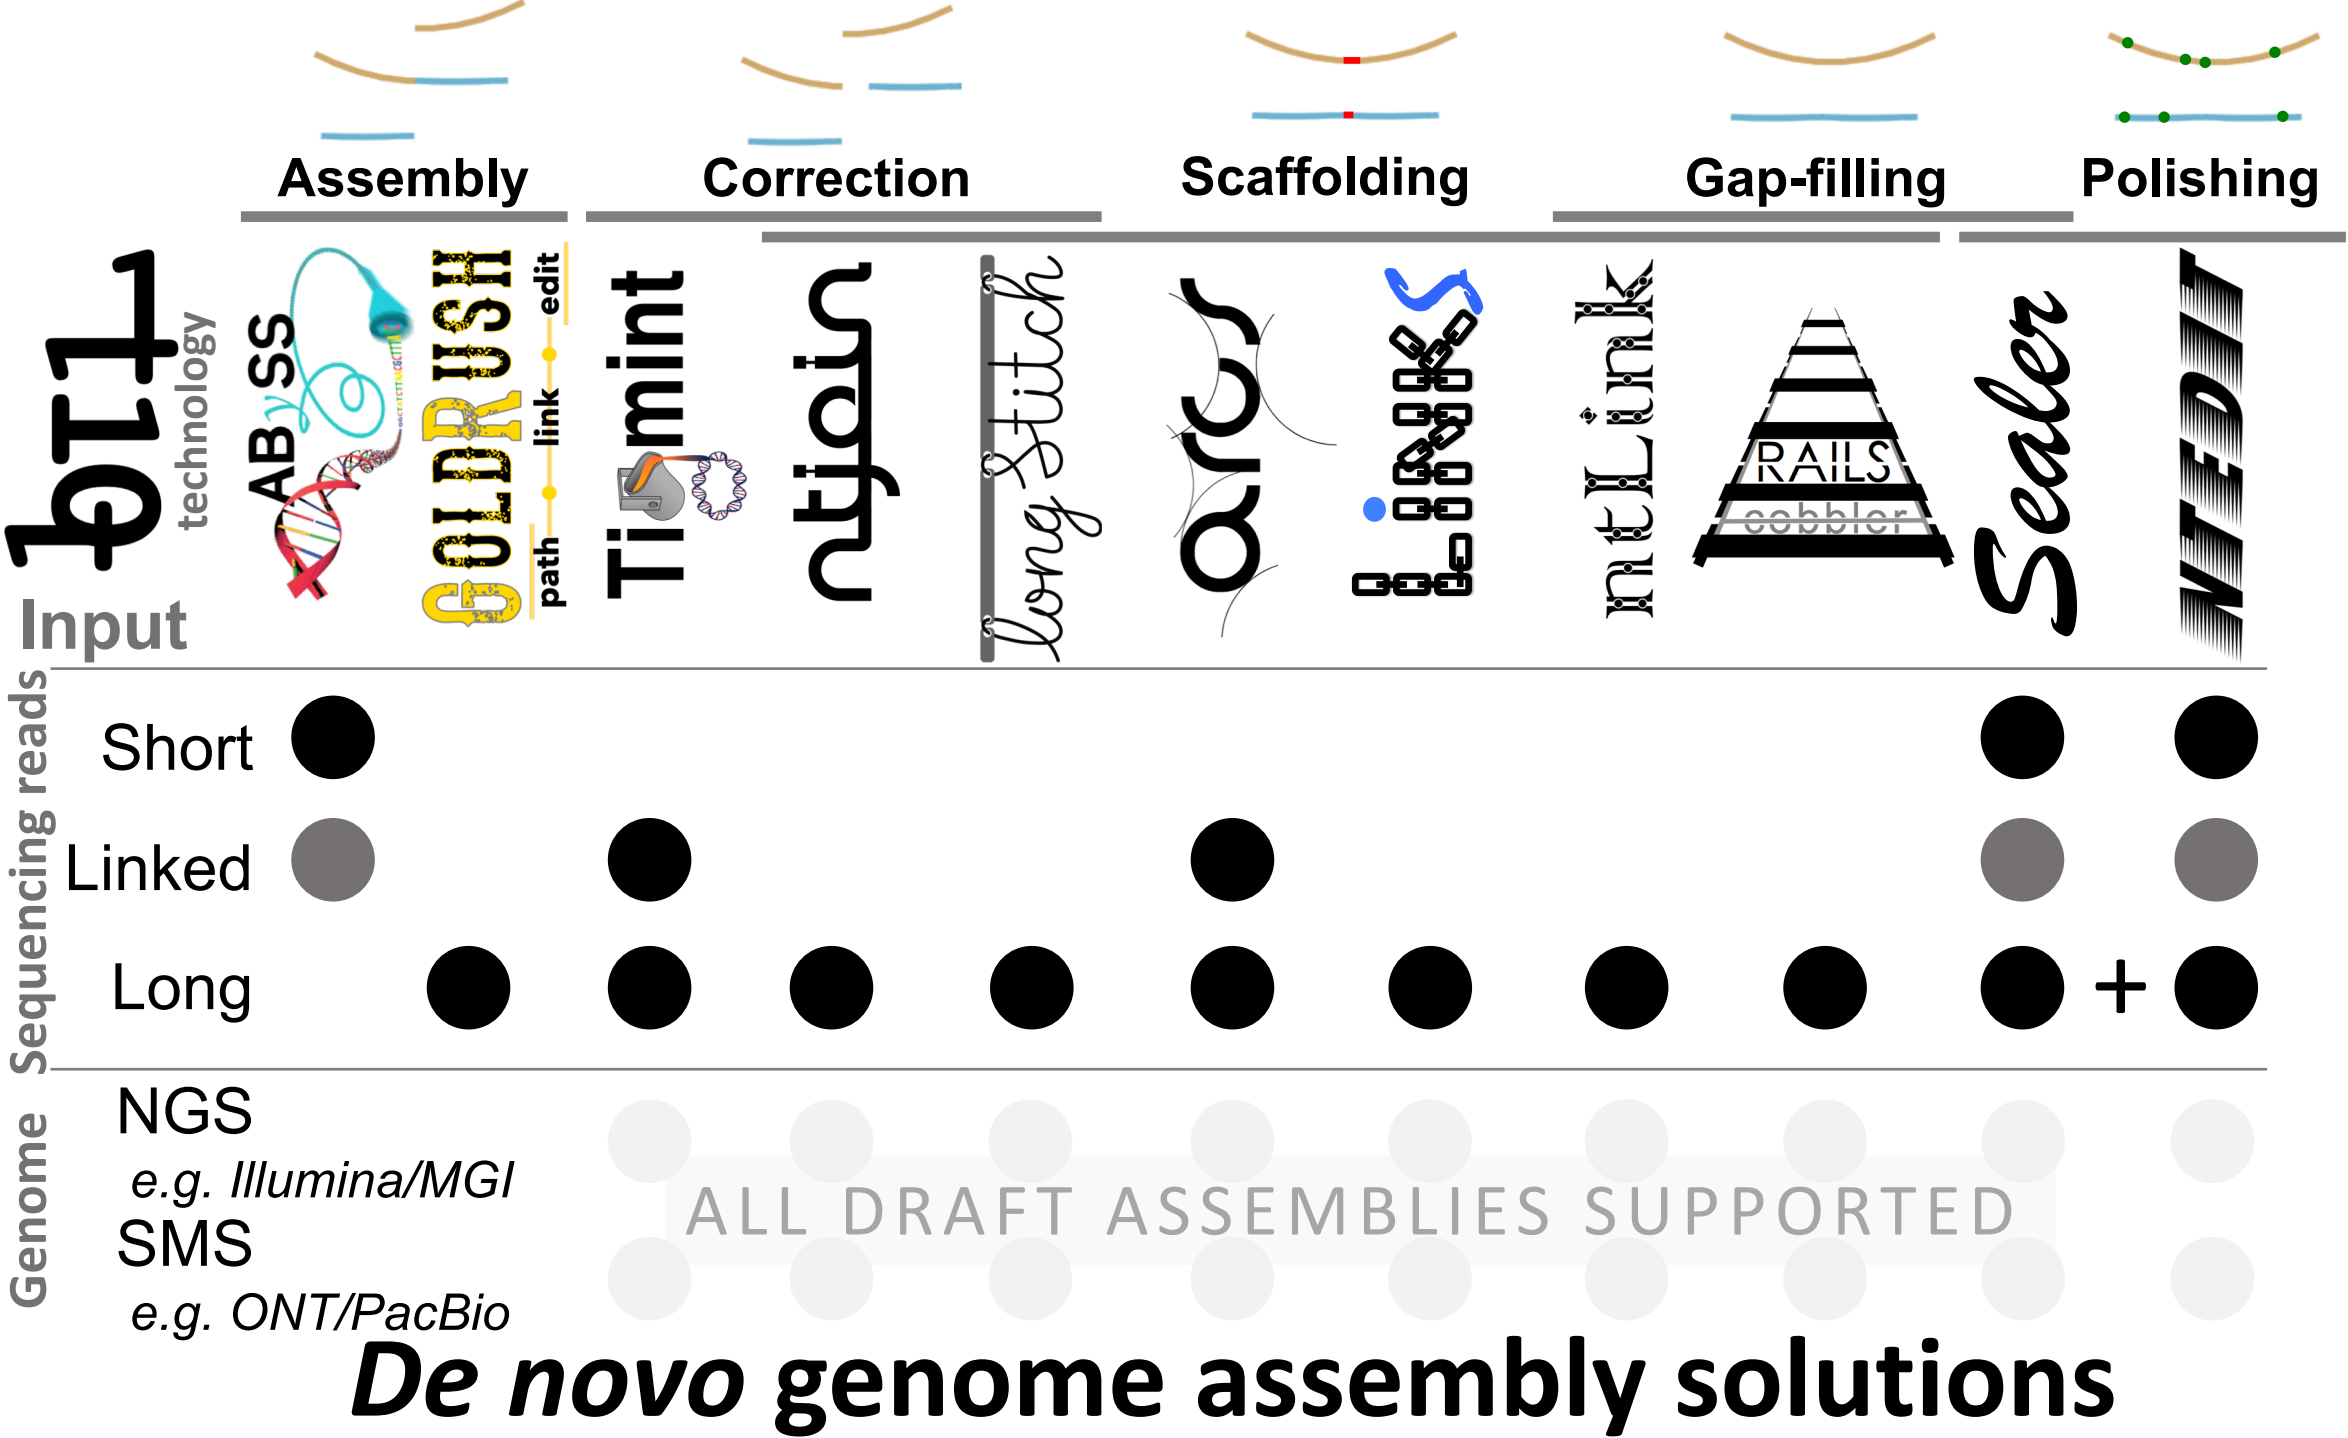 Assembly
Correction
Scaffolding
Gap-filling
Polishing
btl
technology
ABySS
GOLDRUSH
path link edit
Tigmint
ntJoin
longStitch
arcs
LINKS
ntLink
RAILS
cobbler
Sealer
NTEDIT
Input
Sequencing reads
Short
Linked
Long
+
Genome
NGS
e.g. Illumina/MGI
SMS
e.g. ONT/PacBio
ALL DRAFT ASSEMBLIES SUPPORTED
De novo genome assembly solutions